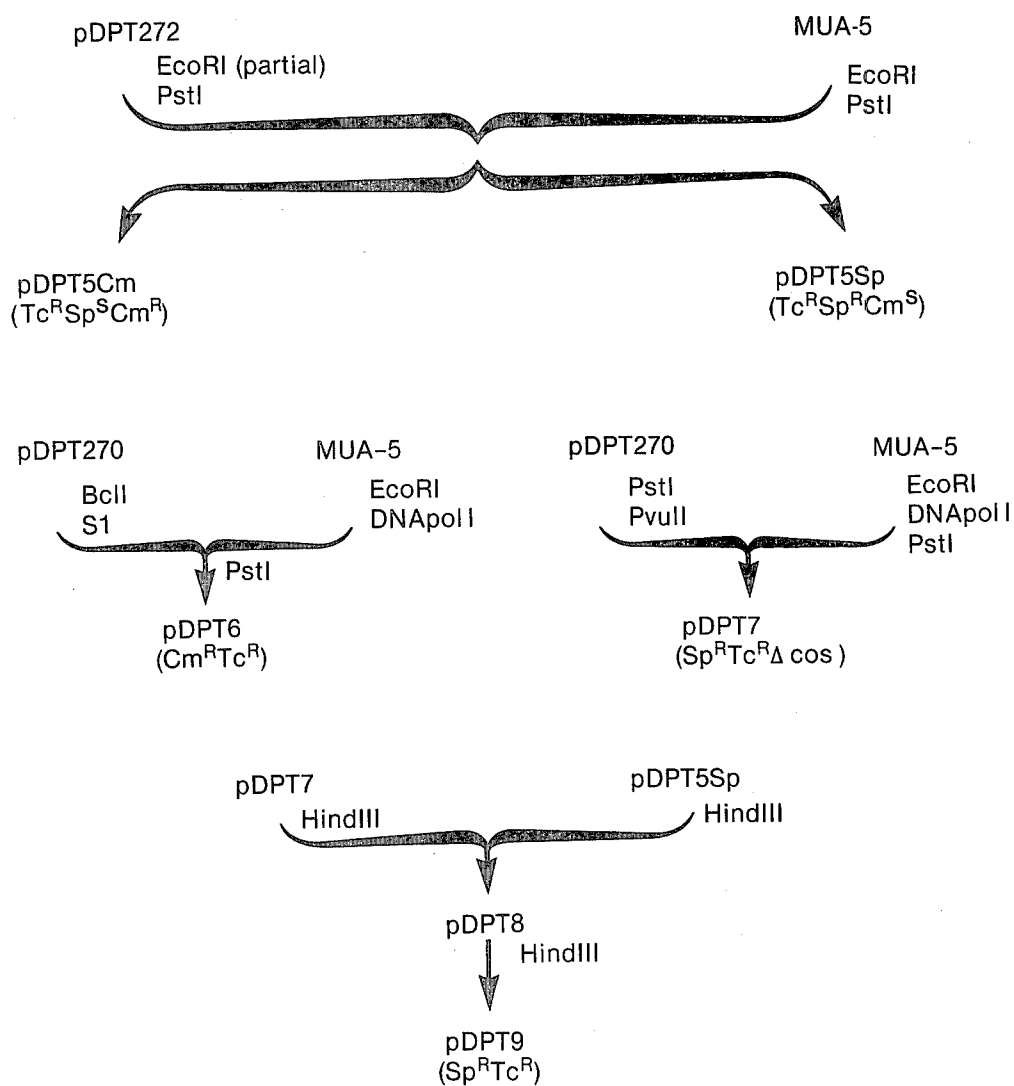 pDPT272
EcoRI (partial)
PstI
MUA-5
EcoRI
PstI
pDPT5Cm
(Tc^R Sp^S Cm^R)
pDPT5Sp
(Tc^R Sp^R Cm^S)
pDPT270
BclI
S1
MUA-5
EcoRI
DNApol I
PstI
pDPT6
(Cm^R Tc^R)
pDPT270
PstI
PvuII
MUA-5
EcoRI
DNApol I
PstI
pDPT7
(Sp^R Tc^R Δ cos)
pDPT7
HindIII
pDPT5Sp
HindIII
pDPT8
HindIII
pDPT9
(Sp^R Tc^R)